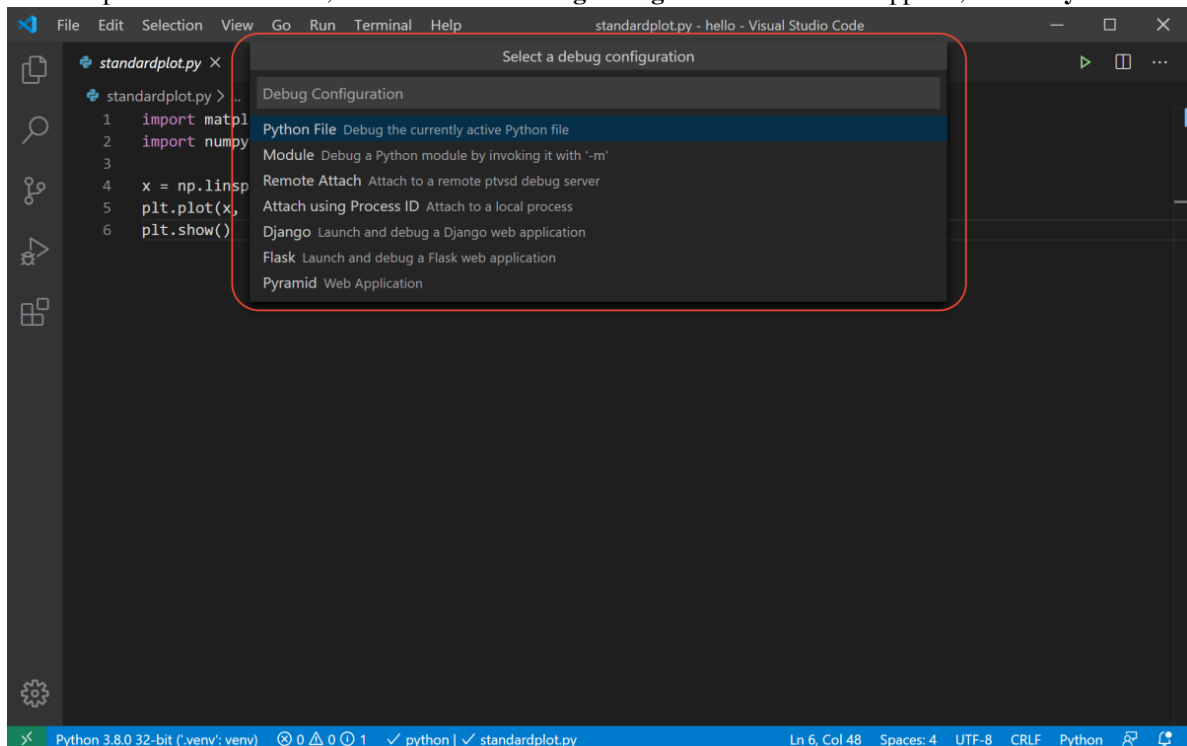 File Edit Selection View Go Run Terminal Help standardplot.py - hello - Visual Studio Code
Select a debug configuration
standardplot.py
Debug Configuration
standardplot.py > ..
Python File Debug the currently active Python file
Module Debug a Python module by invoking it with '-m'
Remote Attach Attach to a remote ptvsd debug server
Attach using Process ID Attach to a local process
Django Launch and debug a Django web application
Flask Launch and debug a Flask web application
Pyramid Web Application
1 import matpl
2 import numpy
3
4 x = np.linsp
5 plt.plot(x,
6 plt.show()
Python 3.8.0 32-bit ('.venv': venv) 0 0 1 python | standardplot.py Ln 6, Col 48 Spaces: 4 UTF-8 CRLF Python